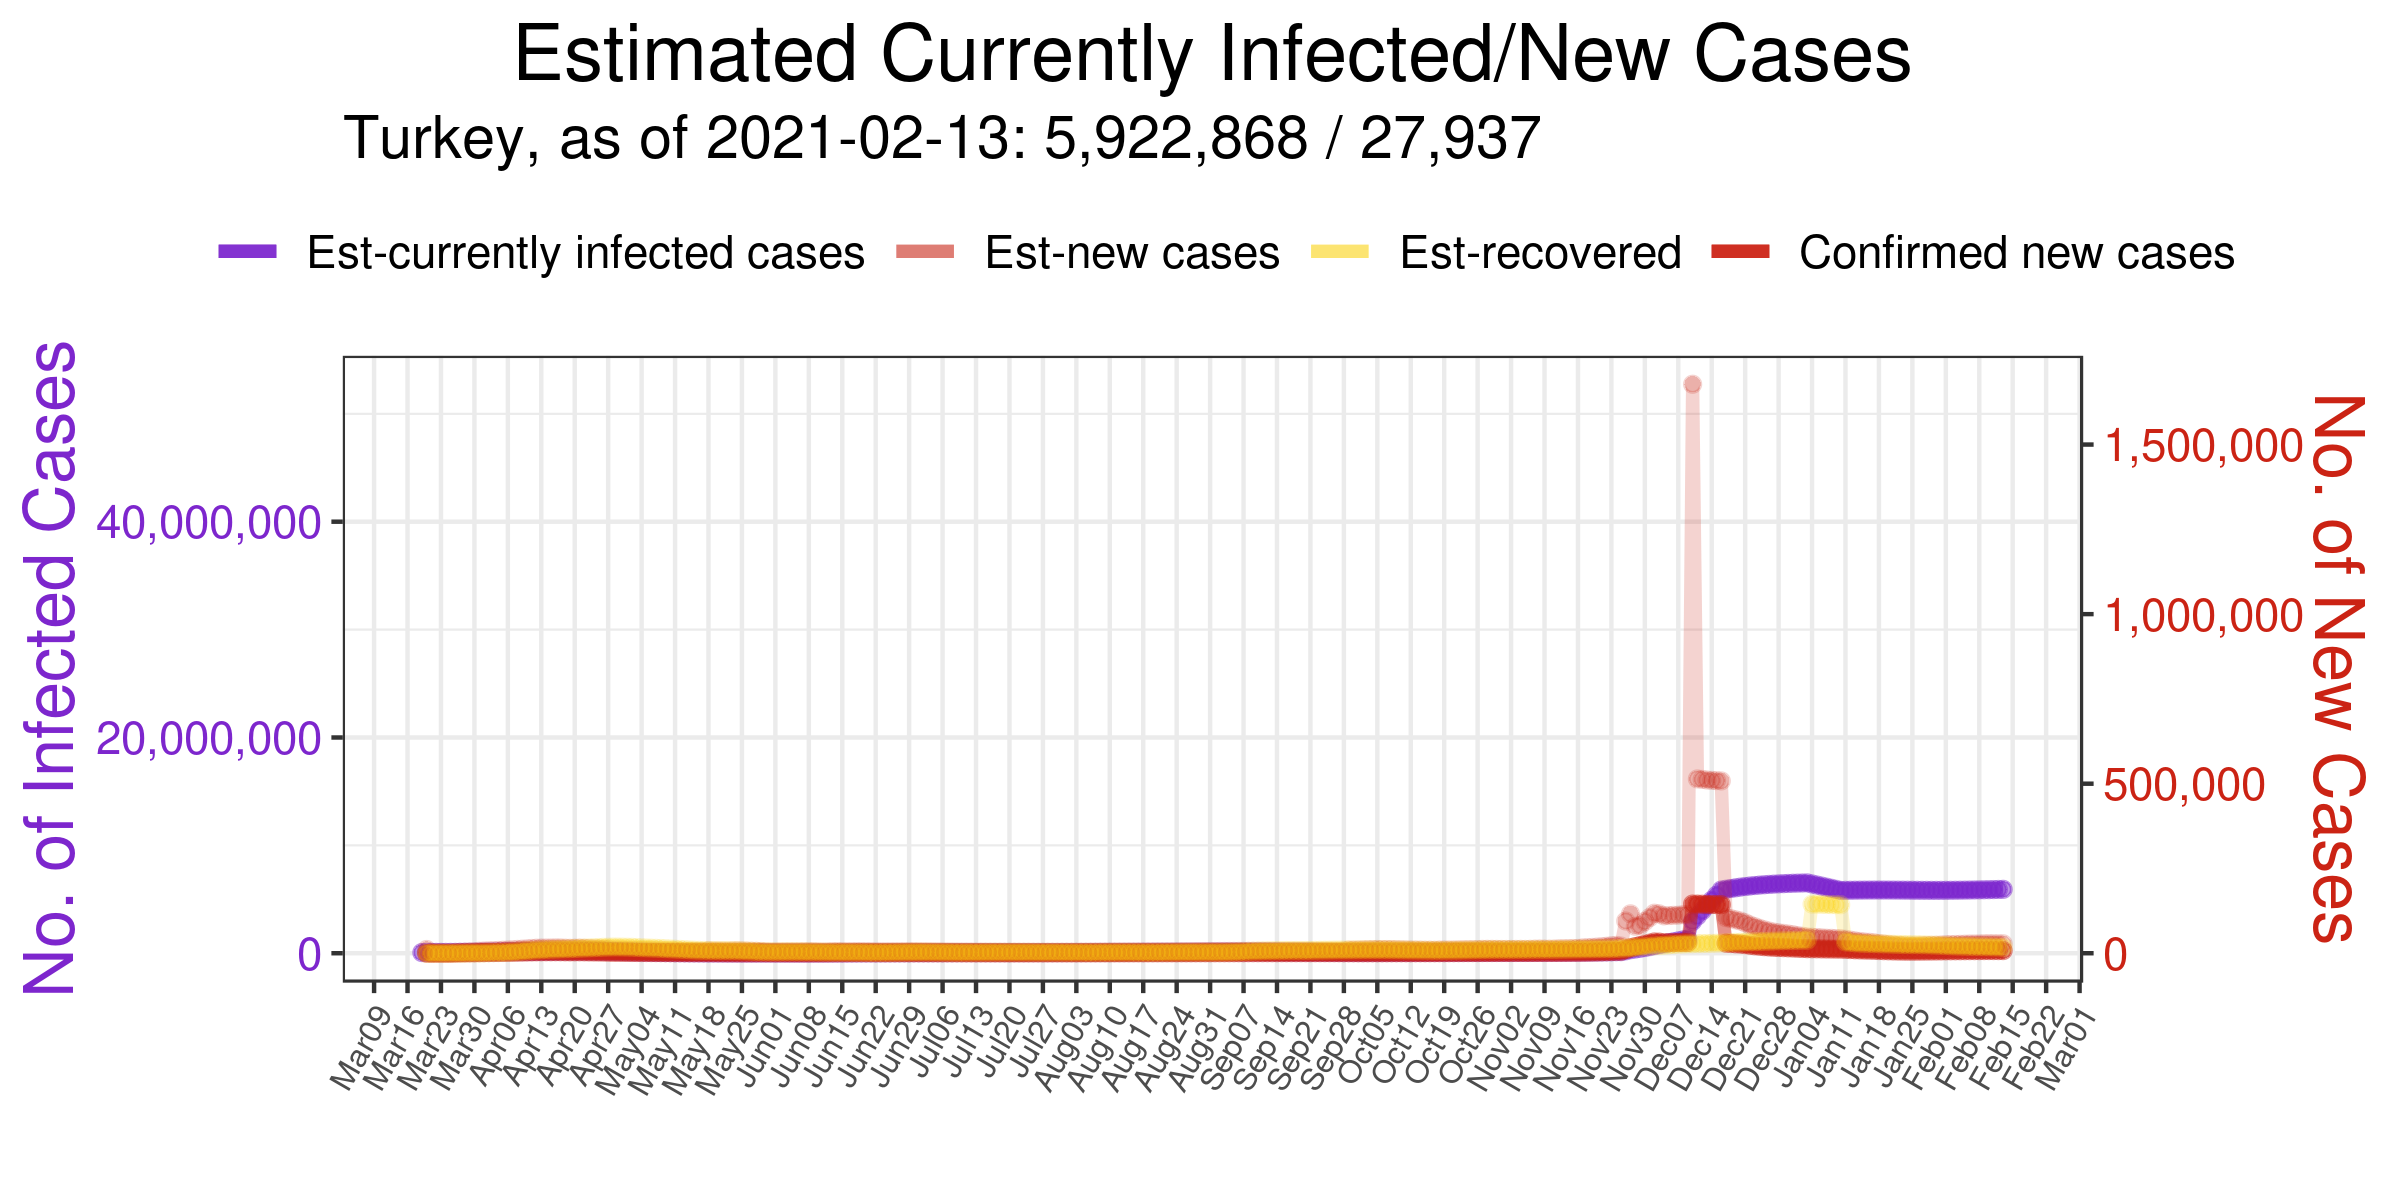 Estimated Currently Infected/New Cases
Turkey, as of 2021-02-13: 5,922,868 / 27,937
Est-currently infected cases Est-new cases Est-recovered Confirmed new cases
No. of Infected Cases
40,000,000
20,000,000
0
1,500,000
1,000,000
500,000
0
No. of New Cases
Mar09 Mar16 Mar23 Mar30 Apr06 Apr13 Apr20 Apr27 May04 May11 May18 May25 Jun01 Jun08 Jun15 Jun22 Jun29 Jul06 Jul13 Jul20 Jul27 Aug03 Aug10 Aug17 Aug24 Aug31 Sep07 Sep14 Sep21 Sep28 Oct05 Oct12 Oct19 Oct26 Nov02 Nov09 Nov16 Nov23 Nov30 Dec07 Dec14 Dec21 Dec28 Jan04 Jan11 Jan18 Jan25 Feb01 Feb08 Feb15 Feb22 Mar01